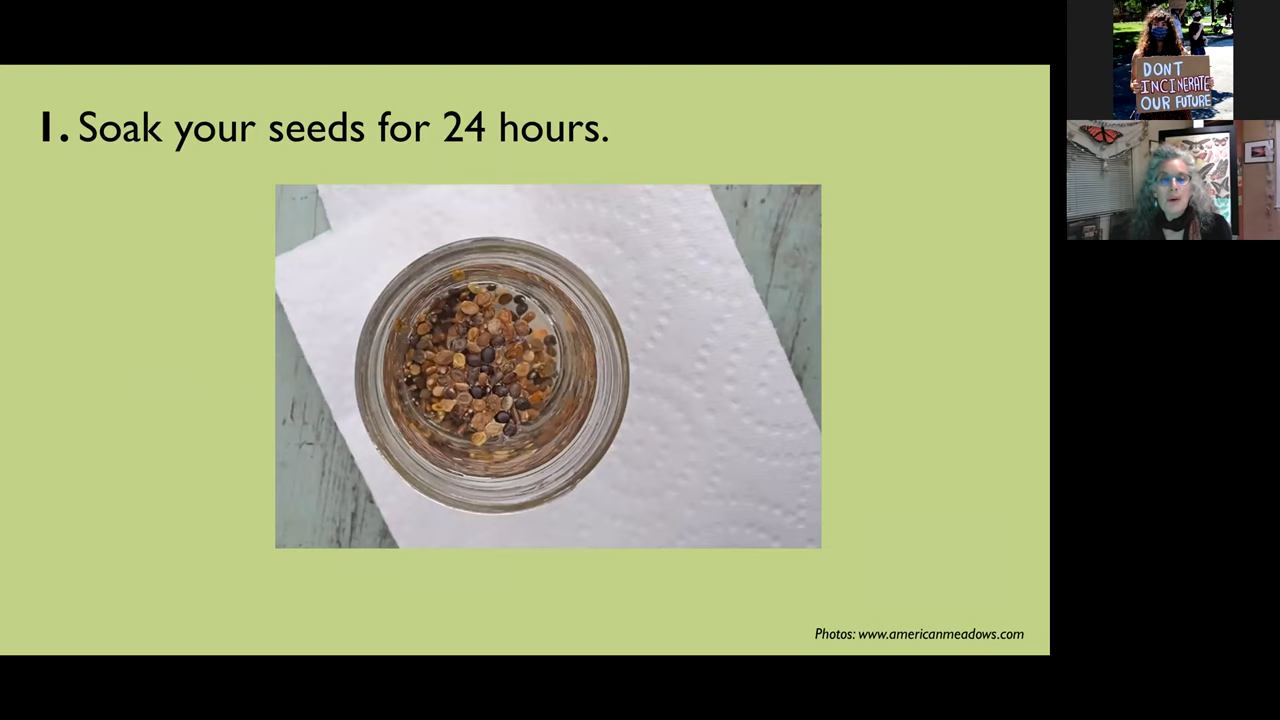 1. Soak your seeds for 24 hours.
Photos: www.americanmeadows.com
DONT
INCINERATE
OUR FUTURE